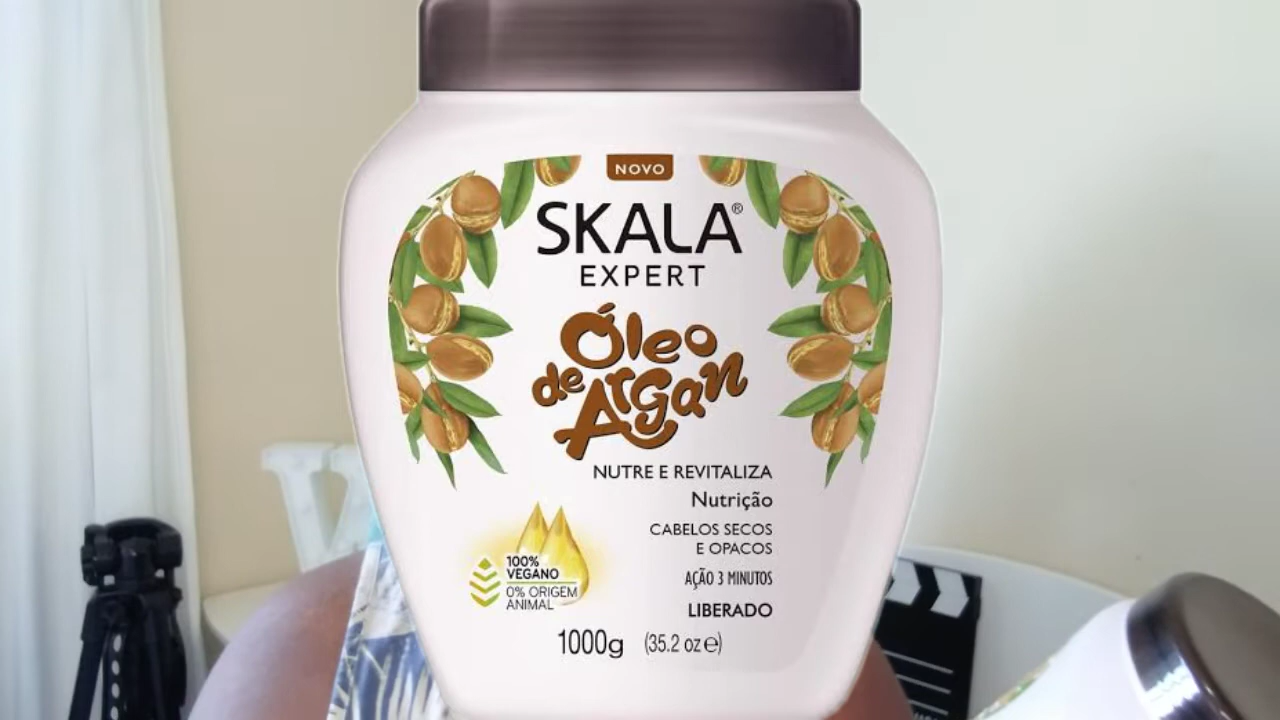 NOVO
SKALA®
EXPERT
Óleo
de Argan
NUTRE E REVITALIZA
Nutrição
CABELOS SECOS
E OPACOS
AÇÃO 3 MINUTOS
LIBERADO
100%
VEGANO
0% ORIGEM
ANIMAL
1000g (35.2 oz ℮)